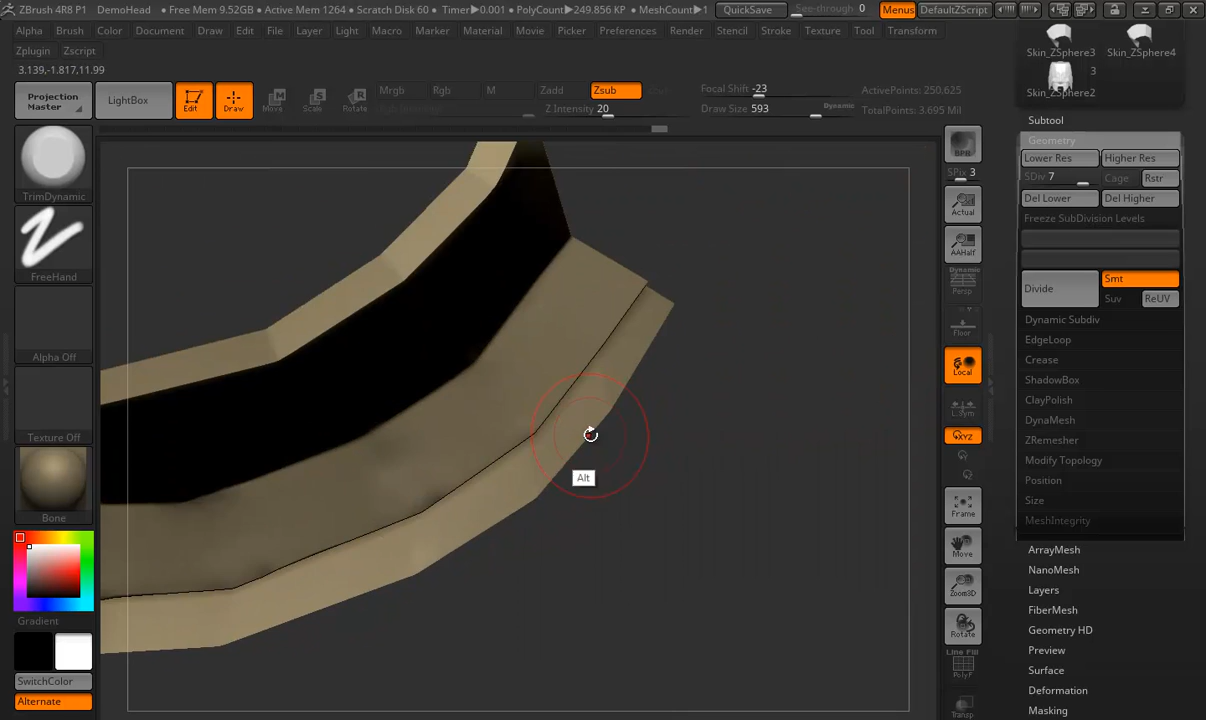 ZBrush 4R8 P1 DemoHead • Free Mem 9.52GB • Active Mem 1264 • Scratch Disk 60 • Timer▶0.001 • PolyCount▶249.856 KP • MeshCount▶1 QuickSave See-through 0 Menus DefaultZScript
Alpha Brush Color Document Draw Edit File Layer Light Macro Marker Material Movie Picker Preferences Render Stencil Stroke Texture Tool Transform
Zplugin Zscript
3.139,-1.817,11.99
Projection Master
LightBox
Edit
Draw
Move
Scale
Rotate
Mrgb Rgb M
Zadd Zsub
Z Intensity 20
Focal Shift -23
Draw Size 593 Dynamic
ActivePoints: 250.625
TotalPoints: 3.695 Mil
TrimDynamic
FreeHand
Alpha Off
Texture Off
Bone
Gradient
SwitchColor
Alternate
Alt
BPR
SPix 3
Actual
AAHalf
Dynamic
Persp
Floor
Local
L.Sym
XYZ
Frame
Move
Zoom3D
Rotate
Line Fill
PolyF
Transp
Skin_ZSphere3 Skin_ZSphere4
3
Skin_ZSphere2
Subtool
Geometry
Lower Res Higher Res
SDiv 7 Cage Rstr
Del Lower Del Higher
Freeze SubDivision Levels
Divide Smt
Suv ReUV
Dynamic Subdiv
EdgeLoop
Crease
ShadowBox
ClayPolish
DynaMesh
ZRemesher
Modify Topology
Position
Size
MeshIntegrity
ArrayMesh
NanoMesh
Layers
FiberMesh
Geometry HD
Preview
Surface
Deformation
Masking